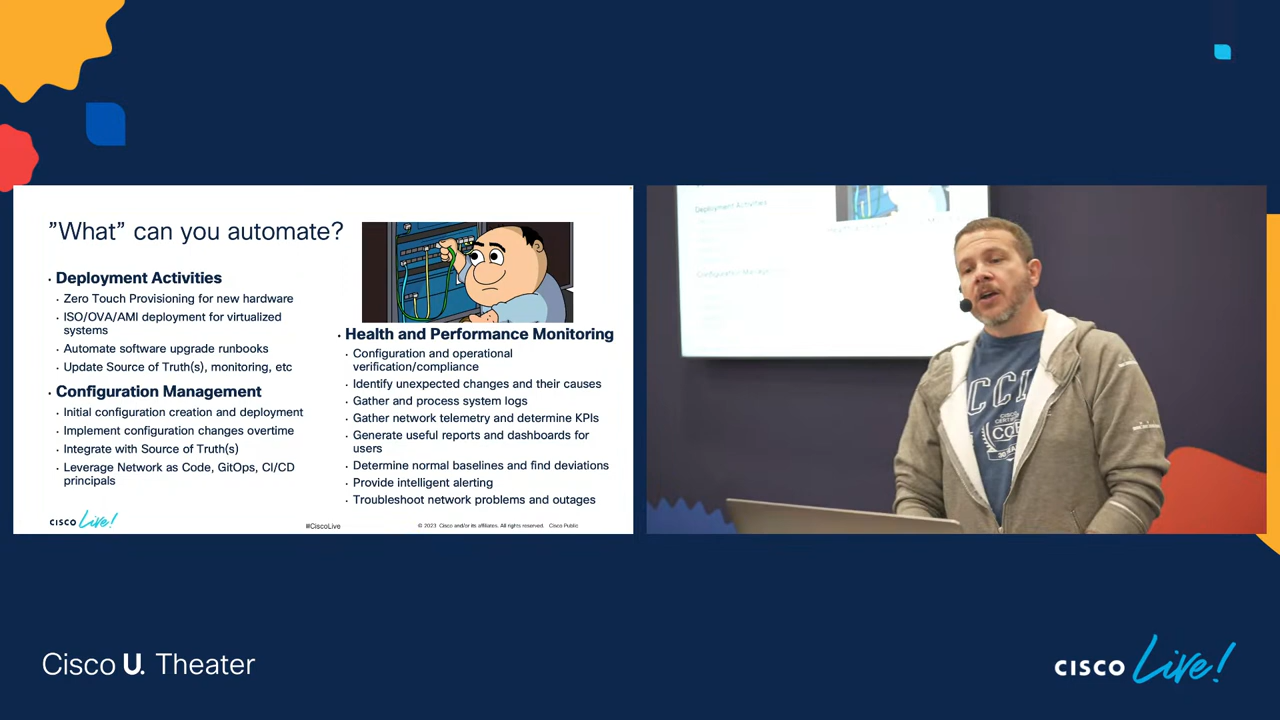 "What" can you automate?
· Deployment Activities
· Zero Touch Provisioning for new hardware
· ISO/OVA/AMI deployment for virtualized
systems
· Automate software upgrade runbooks
· Update Source of Truth(s), monitoring, etc
· Configuration Management
· Initial configuration creation and deployment
· Implement configuration changes overtime
· Integrate with Source of Truth(s)
· Leverage Network as Code, GitOps, CI/CD
principals
· Health and Performance Monitoring
· Configuration and operational
verification/compliance
· Identify unexpected changes and their causes
· Gather and process system logs
· Gather network telemetry and determine KPIs
· Generate useful reports and dashboards for
users
· Determine normal baselines and find deviations
· Provide intelligent alerting
· Troubleshoot network problems and outages
CISCO Live!
#CiscoLive
© 2023 Cisco and/or its affiliates. All rights reserved. Cisco Public
Deployment Activities
Configuration
CCI
CISCO
Cisco U. Theater
CISCO Live!